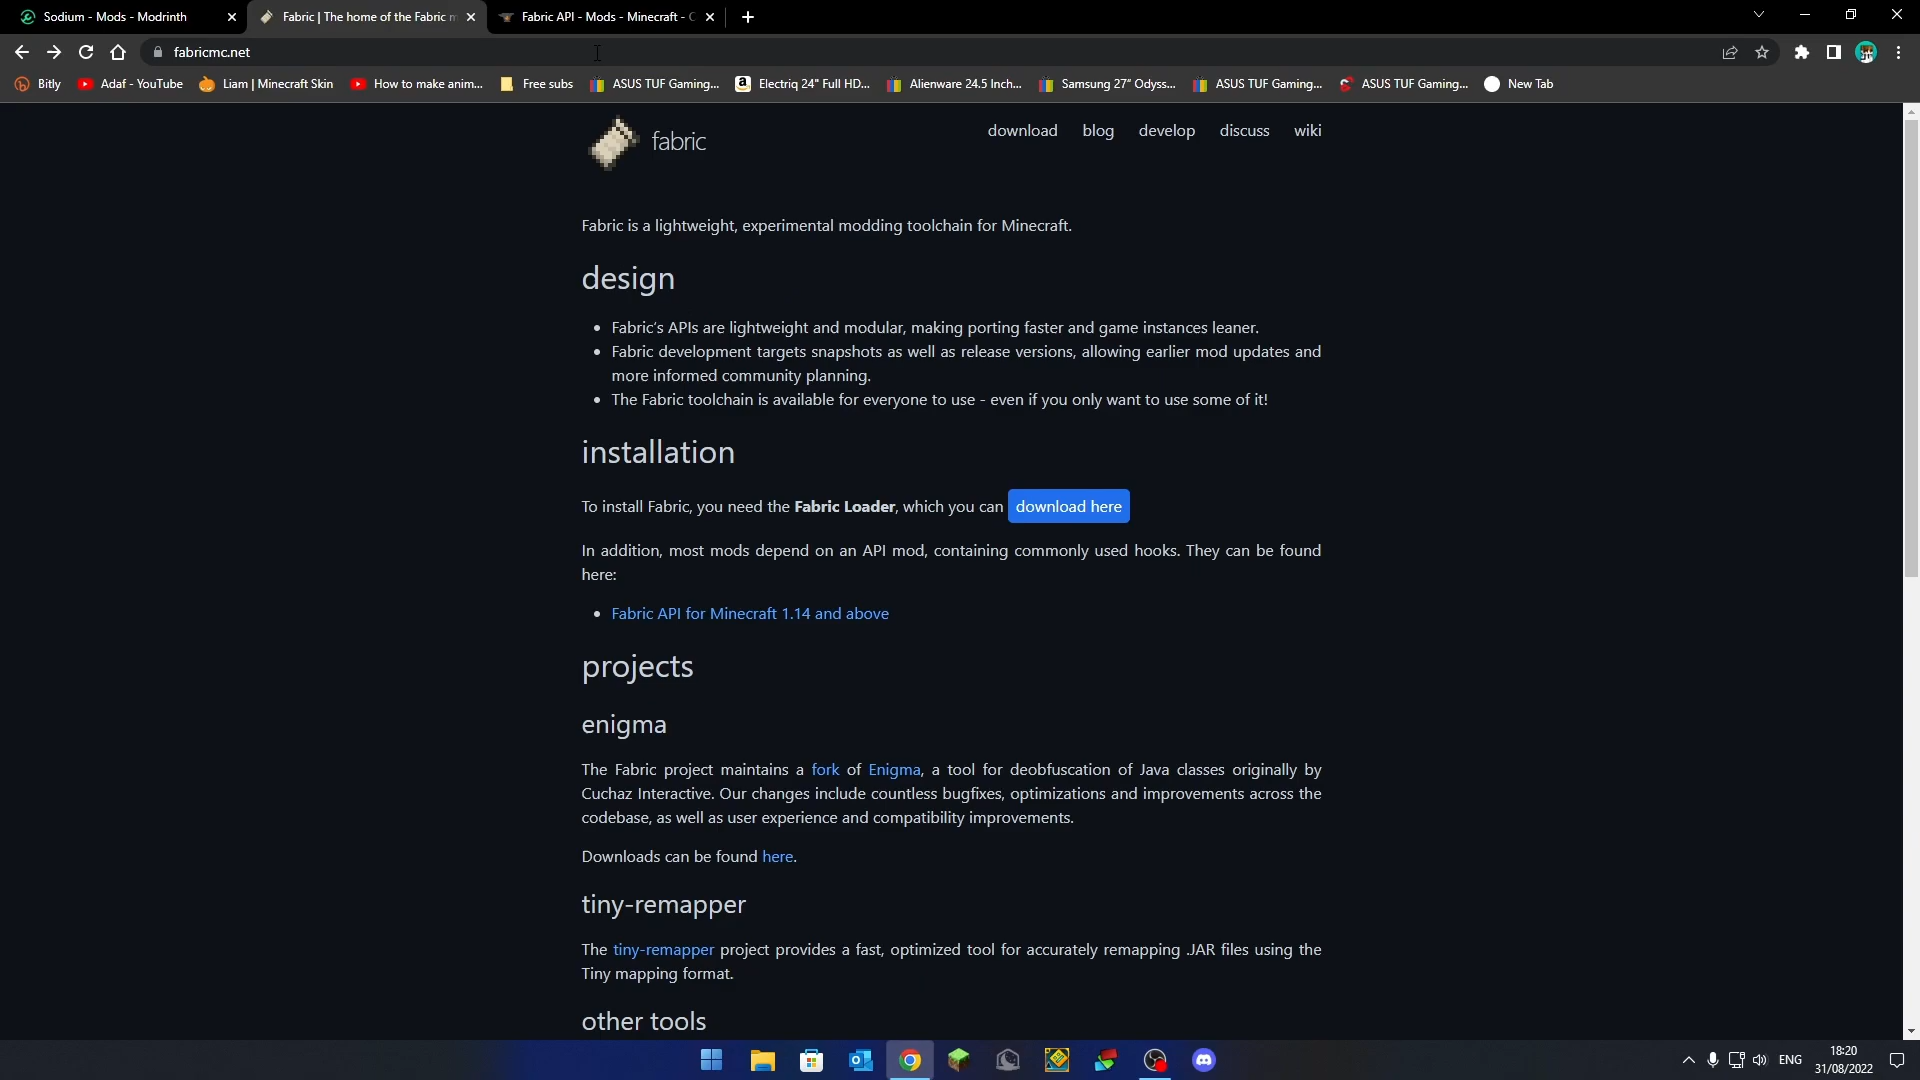 Sodium - Mods - Modrinth
Fabric | The home of the Fabric m
Fabric API - Mods - Minecraft - C
fabricmc.net
Bitly
Adaf - YouTube
Liam | Minecraft Skin
How to make anim...
Free subs
ASUS TUF Gaming...
Electriq 24" Full HD...
Alienware 24.5 Inch...
Samsung 27" Odyss...
ASUS TUF Gaming...
ASUS TUF Gaming...
New Tab
fabric
download blog develop discuss wiki
Fabric is a lightweight, experimental modding toolchain for Minecraft.
design
• Fabric's APIs are lightweight and modular, making porting faster and game instances leaner.
• Fabric development targets snapshots as well as release versions, allowing earlier mod updates and
more informed community planning.
• The Fabric toolchain is available for everyone to use - even if you only want to use some of it!
installation
To install Fabric, you need the Fabric Loader, which you can download here
In addition, most mods depend on an API mod, containing commonly used hooks. They can be found
here:
• Fabric API for Minecraft 1.14 and above
projects
enigma
The Fabric project maintains a fork of Enigma, a tool for deobfuscation of Java classes originally by
Cuchaz Interactive. Our changes include countless bugfixes, optimizations and improvements across the
codebase, as well as user experience and compatibility improvements.
Downloads can be found here.
tiny-remapper
The tiny-remapper project provides a fast, optimized tool for accurately remapping .JAR files using the
Tiny mapping format.
other tools
ENG
18:20
31/08/2022